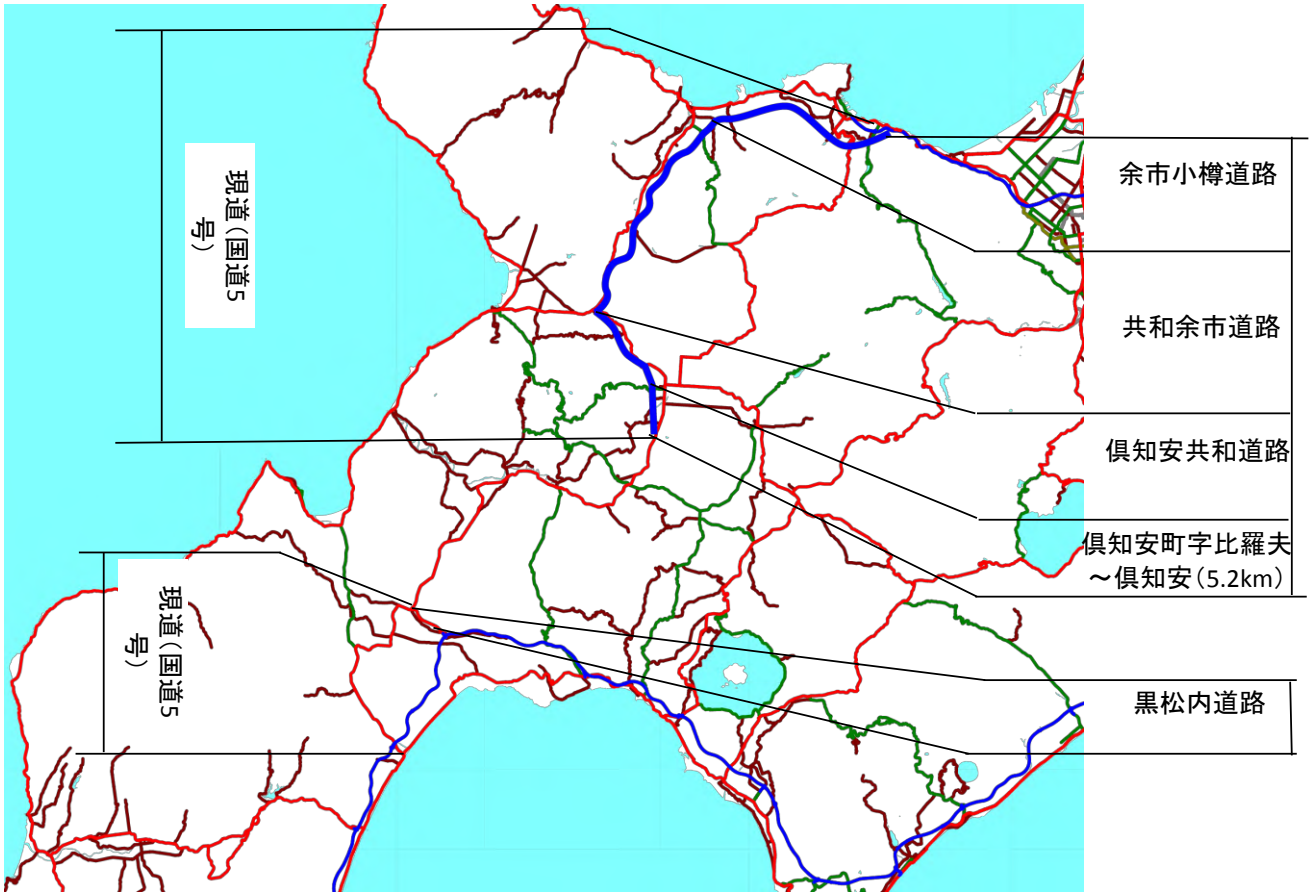 現道（国道5
号）
余市小樽道路
共和余市道路
倶知安共和道路
倶知安町字比羅夫
～倶知安（5.2km）
現道（国道5
号）
黒松内道路